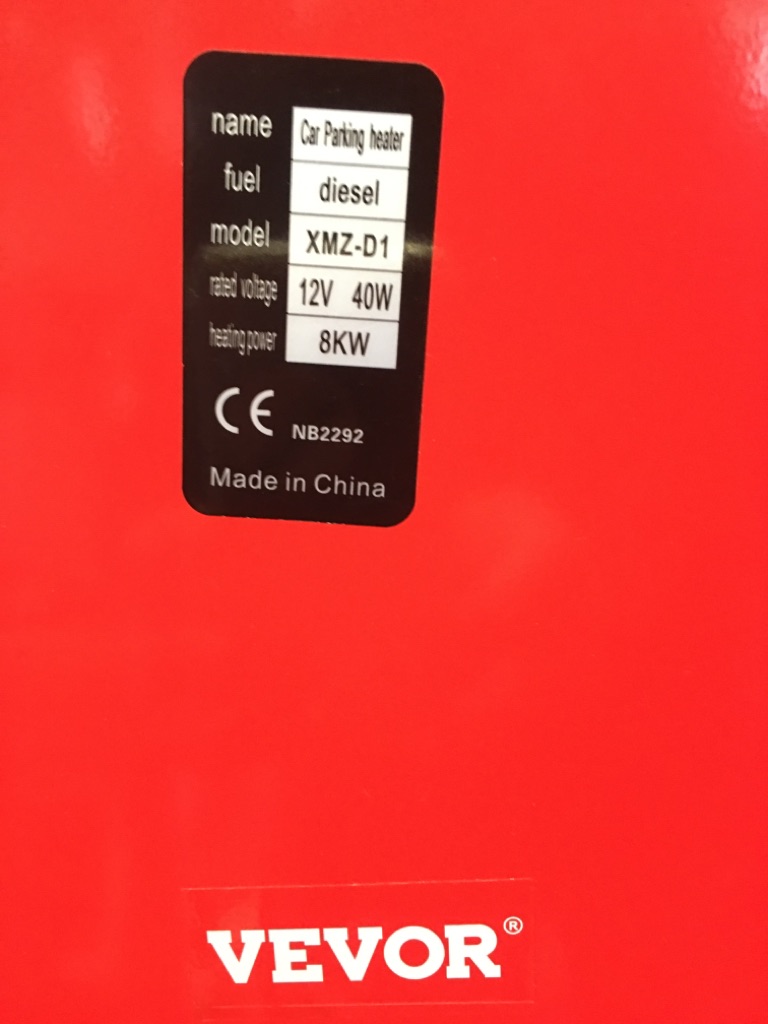 name Car Parking heater
fuel diesel
model XMZ-D1
rated voltage 12V 40W
heating power 8KW
CE NB2292
Made in China
VEVOR®